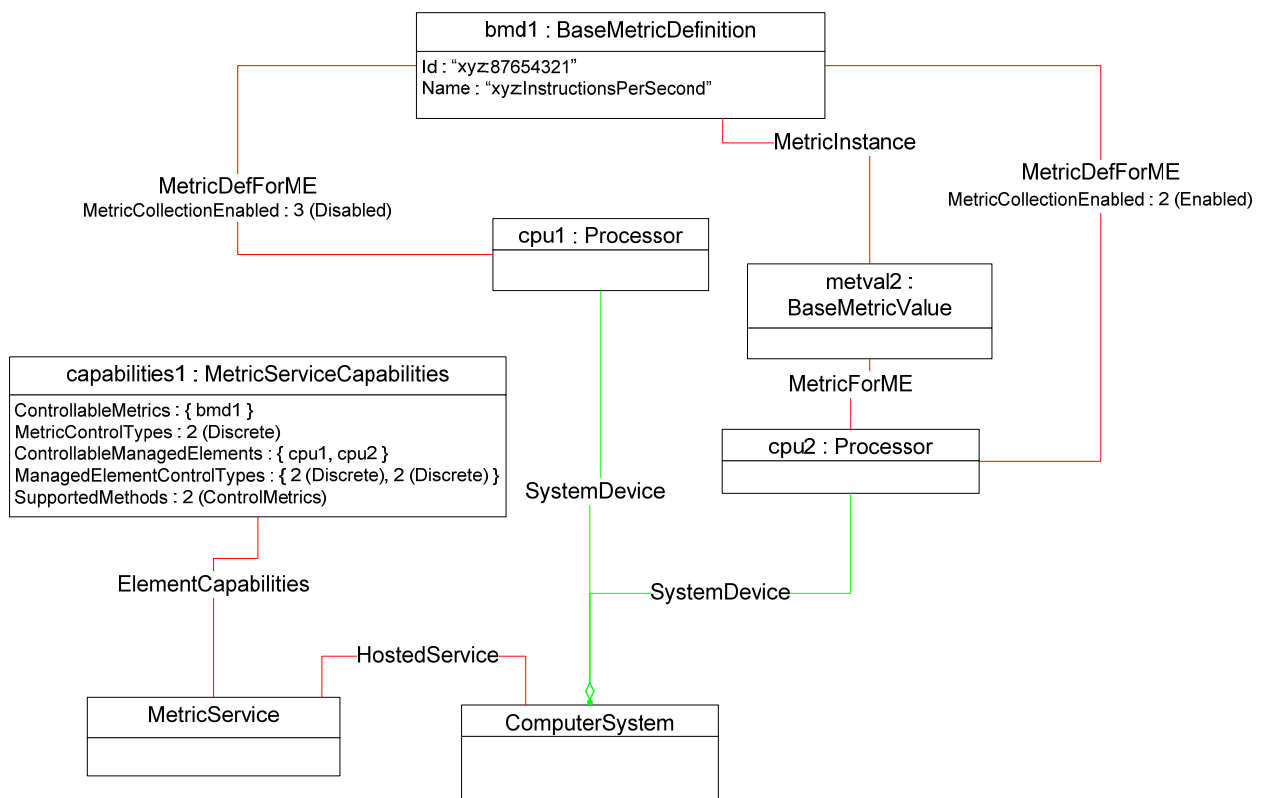 bmd1 : BaseMetricDefinition
Id : “xyz:87654321”
Name : “xyz:InstructionsPerSecond”
MetricInstance
MetricDefForME
MetricCollectionEnabled : 3 (Disabled)
MetricDefForME
MetricCollectionEnabled : 2 (Enabled)
cpu1 : Processor
metval2 :
BaseMetricValue
capabilities1 : MetricServiceCapabilities
ControllableMetrics : { bmd1 }
MetricControlTypes : 2 (Discrete)
ControllableManagedElements : { cpu1, cpu2 }
ManagedElementControlTypes : { 2 (Discrete), 2 (Discrete) }
SupportedMethods : 2 (ControlMetrics)
MetricForME
cpu2 : Processor
SystemDevice
ElementCapabilities
SystemDevice
HostedService
MetricService
ComputerSystem